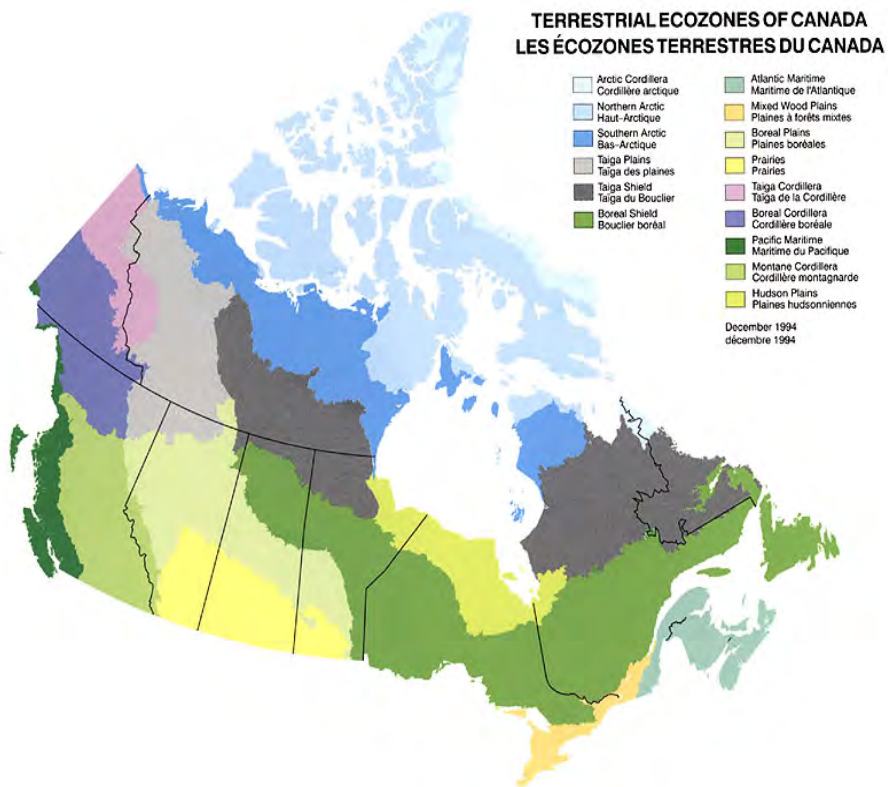 TERRESTRIAL ECOZONES OF CANADA
LES ÉCOZONES TERRESTRES DU CANADA
Arctic Cordillera
Cordillère arctique
Northern Arctic
Haut-Arctique
Southern Arctic
Bas-Arctique
Taiga Plains
Taïga des plaines
Taiga Shield
Taïga du Bouclier
Boreal Shield
Bouclier boréal
Atlantic Maritime
Maritime de l'Atlantique
Mixed Wood Plains
Plaines à forêts mixtes
Boreal Plains
Plaines boréales
Prairies
Prairies
Taiga Cordillera
Taïga de la Cordillère
Boreal Cordillera
Cordillère boréale
Pacific Maritime
Maritime du Pacifique
Montane Cordillera
Cordillère montagnarde
Hudson Plains
Plaines hudsonniennes
December 1994
décembre 1994